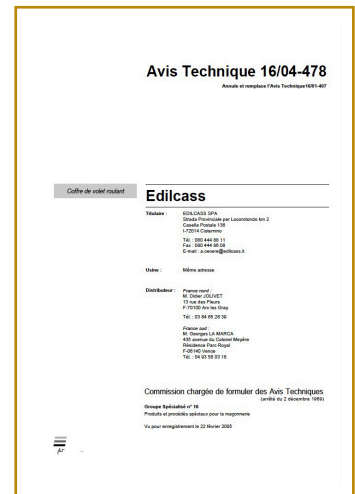 Avis Technique 16/04-478
Annule et remplace l'Avis Technique16/01-407
Coffre de volet roulant
Edilcass
Titulaire : EDILCASS SPA
Strada Provinciale per Locorotondo km 2
Casella Postale 136
I-72014 Cisternino
Tél. : 080 444 88 11
Fax : 080 444 88 08
E-mail : a.cecere@edilcass.it
Usine : Même adresse
Distributeur : France nord :
M. Didier JOLIVET
13 rue des Fleurs
F-70100 Arc les Gray
Tél. : 03 84 65 26 30
France sud :
M. Georges LA MARCA
435 avenue du Colonel Meyère
Résidence Parc Royal
F-06140 Vence
Tél. : 04 93 58 03 16
Commission chargée de formuler des Avis Techniques
(arrêté du 2 décembre 1969)
Groupe Spécialisé n° 16
Produits et procédés spéciaux pour la maçonnerie
Vu pour enregistrement le 22 février 2005